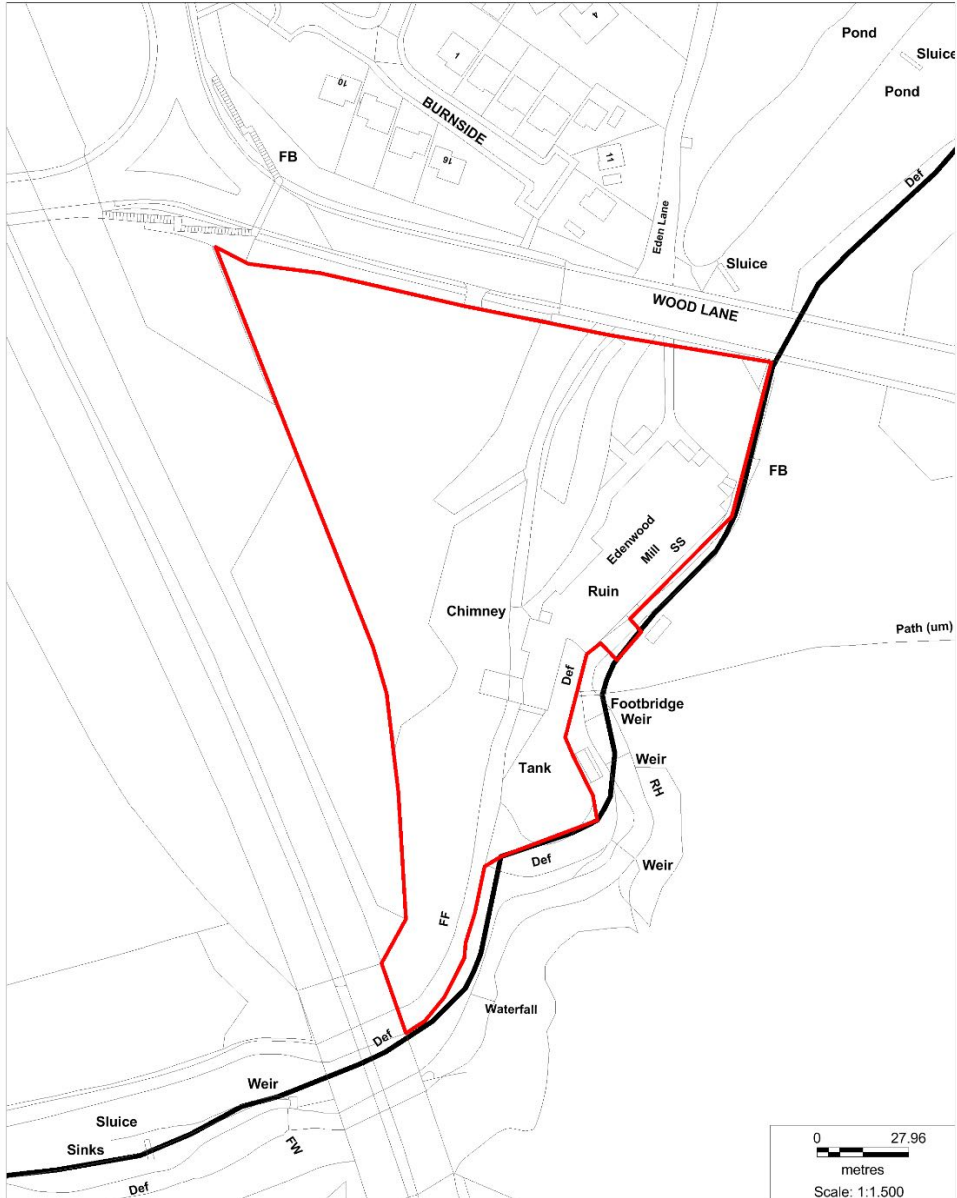 4
Pond
Sluice
Pond
1
10
BURNSIDE
16
11
FB
Def
Eden Lane
Sluice
WOOD LANE
FB
Edenwood
Mill
SS
Ruin
Chimney
Path (um)
Def
Footbridge
Weir
Weir
Tank
RH
Def
Weir
FF
Waterfall
Def
Weir
Sluice
Sinks
FW
Def
0 27.96
metres
Scale: 1:1.500